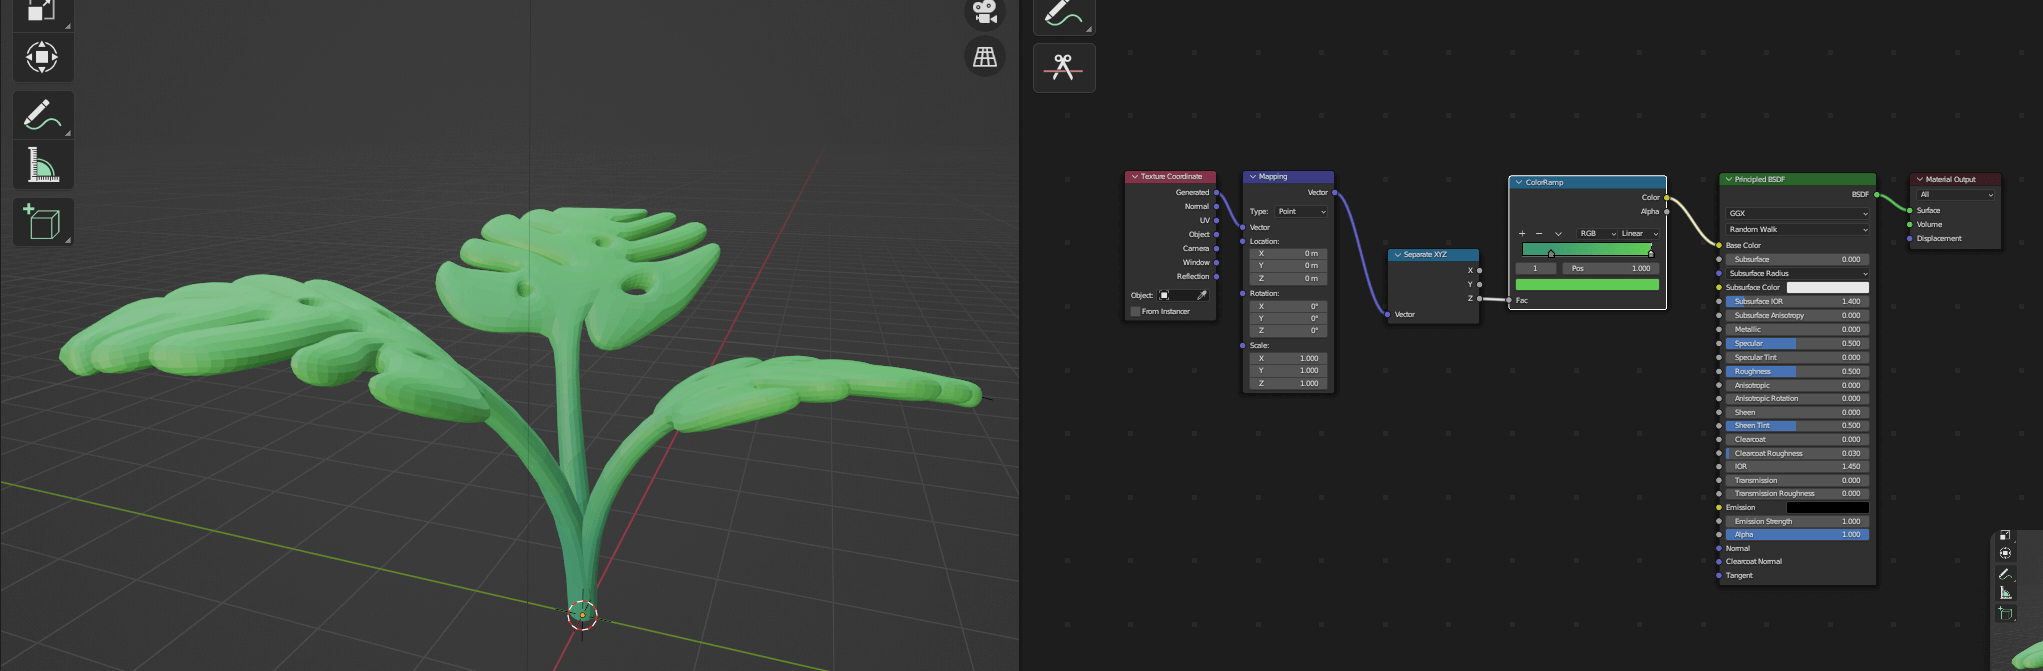 Texture Coordinate
Generated
Normal
UV
Object
Camera
Window
Reflection
Object:
From Instancer
Mapping
Vector
Type: Point
Vector
Location:
X 0 m
Y 0 m
Z 0 m
Rotation:
X 0°
Y 0°
Z 0°
Scale:
X 1.000
Y 1.000
Z 1.000
Separate XYZ
X
Y
Z
Vector
ColorRamp
Color
Alpha
RGB Linear
1 Pos 1.000
Fac
Principled BSDF
BSDF
GGX
Random Walk
Base Color
Subsurface 0.000
Subsurface Radius
Subsurface Color
Subsurface IOR 1.400
Subsurface Anisotropy 0.000
Metallic 0.000
Specular 0.500
Specular Tint 0.000
Roughness 0.500
Anisotropic 0.000
Anisotropic Rotation 0.000
Sheen 0.000
Sheen Tint 0.500
Clearcoat 0.000
Clearcoat Roughness 0.030
IOR 1.450
Transmission 0.000
Transmission Roughness 0.000
Emission
Emission Strength 1.000
Alpha 1.000
Normal
Clearcoat Normal
Tangent
Material Output
All
Surface
Volume
Displacement